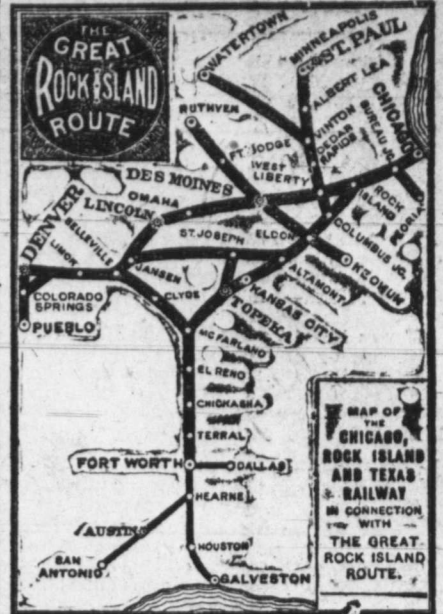 THE
GREAT
ROCK ISLAND
ROUTE
WATERTOWN
MINNEAPOLIS
ST. PAUL
ALBERT LEA
RUTHVEN
VINTON
CEDAR
RAPIDS
BUREAU JC.
CHICAGO
FT. DODGE
WEST
LIBERTY
DES MOINES
OMAHA
LINCOLN
ROCK
ISLAND
DENVER
BELLEVILLE
LIMON
ST. JOSEPH
ELDON
COLUMBUS JC.
KEOKUK
JANSEN
CLYDE
ALTAMONT
KANSAS CITY
TOPEKA
COLORADO
SPRINGS
PUEBLO
McFARLAND
EL RENO
CHICKASHA
TERRAL
FORT WORTH
DALLAS
HEARNE
AUSTIN
HOUSTON
SAN
ANTONIO
GALVESTON
MAP OF
THE
CHICAGO,
ROCK ISLAND
AND TEXAS
RAILWAY
IN CONNECTION
WITH
THE GREAT
ROCK ISLAND
ROUTE.